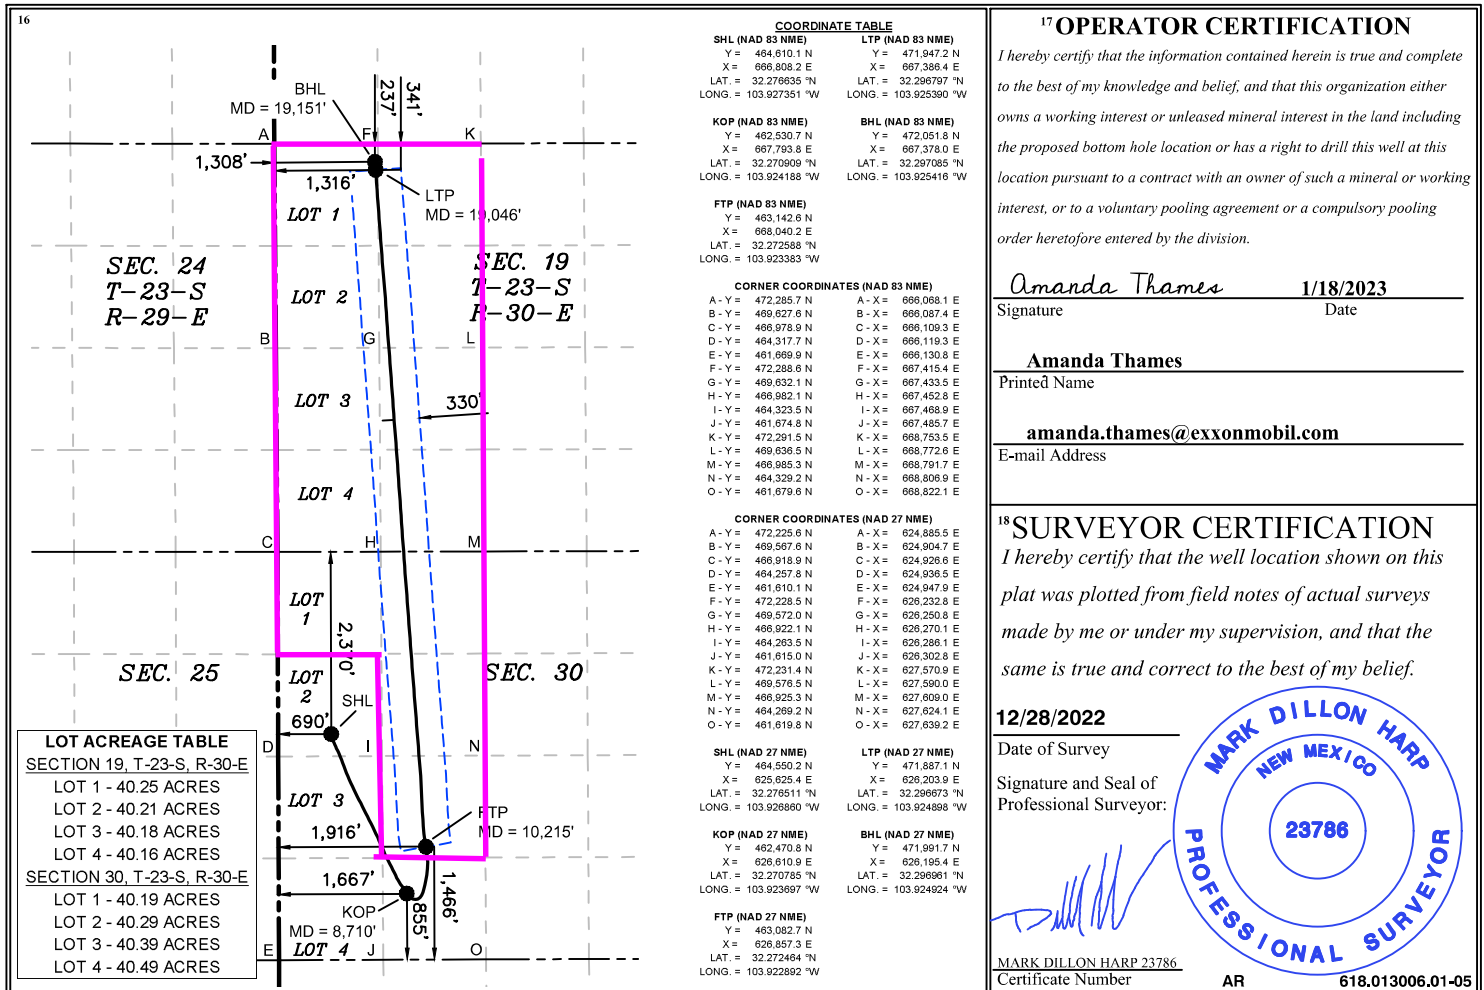 16
BHL
MD = 19,151'
237'
341'
A
F
K
1,308'
1,316'
LTP
MD = 19,046'
LOT 1
SEC. 24
T-23-S
R-29-E
SEC. 19
T-23-S
R-30-E
LOT 2
B
G
L
LOT 3
330'
LOT 4
C
H
M
LOT
1
2,370'
SEC. 25
SEC. 30
LOT
2
SHL
690'
D
I
N
LOT 3
FTP
MD = 10,215'
1,916'
1,667'
KOP
MD = 8,710'
855'
1,466'
E
LOT 4
J
O
LOT ACREAGE TABLE
SECTION 19, T-23-S, R-30-E
LOT 1 - 40.25 ACRES
LOT 2 - 40.21 ACRES
LOT 3 - 40.18 ACRES
LOT 4 - 40.16 ACRES
SECTION 30, T-23-S, R-30-E
LOT 1 - 40.19 ACRES
LOT 2 - 40.29 ACRES
LOT 3 - 40.39 ACRES
LOT 4 - 40.49 ACRES
COORDINATE TABLE
SHL (NAD 83 NME) LTP (NAD 83 NME)
Y = 464,610.1 N Y = 471,947.2 N
X = 666,808.2 E X = 667,386.4 E
LAT. = 32.276635 °N LAT. = 32.296797 °N
LONG. = 103.927351 °W LONG. = 103.925390 °W
KOP (NAD 83 NME) BHL (NAD 83 NME)
Y = 462,530.7 N Y = 472,051.8 N
X = 667,793.8 E X = 667,378.0 E
LAT. = 32.270909 °N LAT. = 32.297085 °N
LONG. = 103.924188 °W LONG. = 103.925416 °W
FTP (NAD 83 NME)
Y = 463,142.6 N
X = 668,040.2 E
LAT. = 32.272588 °N
LONG. = 103.923383 °W
CORNER COORDINATES (NAD 83 NME)
A - Y = 472,285.7 N A - X = 666,068.1 E
B - Y = 469,627.6 N B - X = 666,087.4 E
C - Y = 466,978.9 N C - X = 666,109.3 E
D - Y = 464,317.7 N D - X = 666,119.3 E
E - Y = 461,669.9 N E - X = 666,130.8 E
F - Y = 472,288.6 N F - X = 667,415.4 E
G - Y = 469,632.1 N G - X = 667,433.5 E
H - Y = 466,982.1 N H - X = 667,452.8 E
I - Y = 464,323.5 N I - X = 667,468.9 E
J - Y = 461,674.8 N J - X = 667,485.7 E
K - Y = 472,291.5 N K - X = 668,753.5 E
L - Y = 469,636.5 N L - X = 668,772.6 E
M - Y = 466,985.3 N M - X = 668,791.7 E
N - Y = 464,329.2 N N - X = 668,806.9 E
O - Y = 461,679.6 N O - X = 668,822.1 E
CORNER COORDINATES (NAD 27 NME)
A - Y = 472,225.6 N A - X = 624,885.5 E
B - Y = 469,567.6 N B - X = 624,904.7 E
C - Y = 466,918.9 N C - X = 624,926.6 E
D - Y = 464,257.8 N D - X = 624,936.5 E
E - Y = 461,610.1 N E - X = 624,947.9 E
F - Y = 472,228.5 N F - X = 626,232.8 E
G - Y = 469,572.0 N G - X = 626,250.8 E
H - Y = 466,922.1 N H - X = 626,270.1 E
I - Y = 464,263.5 N I - X = 626,286.1 E
J - Y = 461,615.0 N J - X = 626,302.8 E
K - Y = 472,231.4 N K - X = 627,570.9 E
L - Y = 469,576.5 N L - X = 627,590.0 E
M - Y = 466,925.3 N M - X = 627,609.0 E
N - Y = 464,269.2 N N - X = 627,624.1 E
O - Y = 461,619.8 N O - X = 627,639.2 E
SHL (NAD 27 NME) LTP (NAD 27 NME)
Y = 464,550.2 N Y = 471,887.1 N
X = 625,625.4 E X = 626,203.9 E
LAT. = 32.276511 °N LAT. = 32.296673 °N
LONG. = 103.926860 °W LONG. = 103.924898 °W
KOP (NAD 27 NME) BHL (NAD 27 NME)
Y = 462,470.8 N Y = 471,991.7 N
X = 626,610.9 E X = 626,195.4 E
LAT. = 32.270785 °N LAT. = 32.296961 °N
LONG. = 103.923697 °W LONG. = 103.924924 °W
FTP (NAD 27 NME)
Y = 463,082.7 N
X = 626,857.3 E
LAT. = 32.272464 °N
LONG. = 103.922892 °W
17 OPERATOR CERTIFICATION
I hereby certify that the information contained herein is true and complete
to the best of my knowledge and belief, and that this organization either
owns a working interest or unleased mineral interest in the land including
the proposed bottom hole location or has a right to drill this well at this
location pursuant to a contract with an owner of such a mineral or working
interest, or to a voluntary pooling agreement or a compulsory pooling
order heretofore entered by the division.
Amanda Thames 1/18/2023
Signature Date
Amanda Thames
Printed Name
amanda.thames@exxonmobil.com
E-mail Address
18 SURVEYOR CERTIFICATION
I hereby certify that the well location shown on this
plat was plotted from field notes of actual surveys
made by me or under my supervision, and that the
same is true and correct to the best of my belief.
12/28/2022
Date of Survey
Signature and Seal of
Professional Surveyor:
MARK DILLON HARP
NEW MEXICO
23786
PROFESSIONAL SURVEYOR
MARK DILLON HARP 23786
Certificate Number
AR 618.013006.01-05